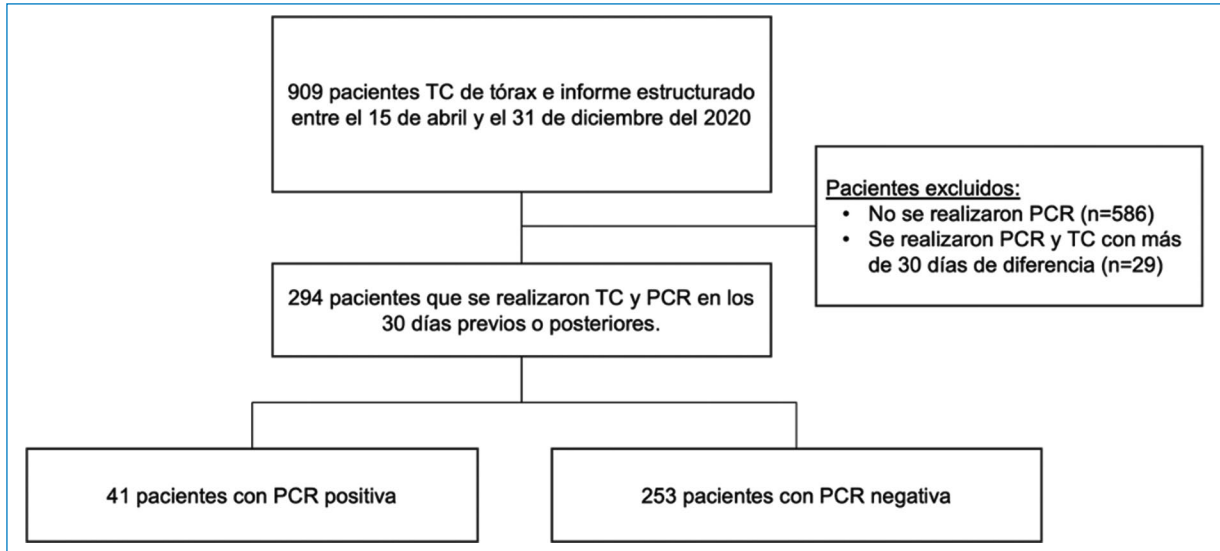 909 pacientes TC de tórax e informe estructurado
entre el 15 de abril y el 31 de diciembre del 2020
Pacientes excluidos:
• No se realizaron PCR (n=586)
• Se realizaron PCR y TC con más
de 30 días de diferencia (n=29)
294 pacientes que se realizaron TC y PCR en los
30 días previos o posteriores.
41 pacientes con PCR positiva
253 pacientes con PCR negativa